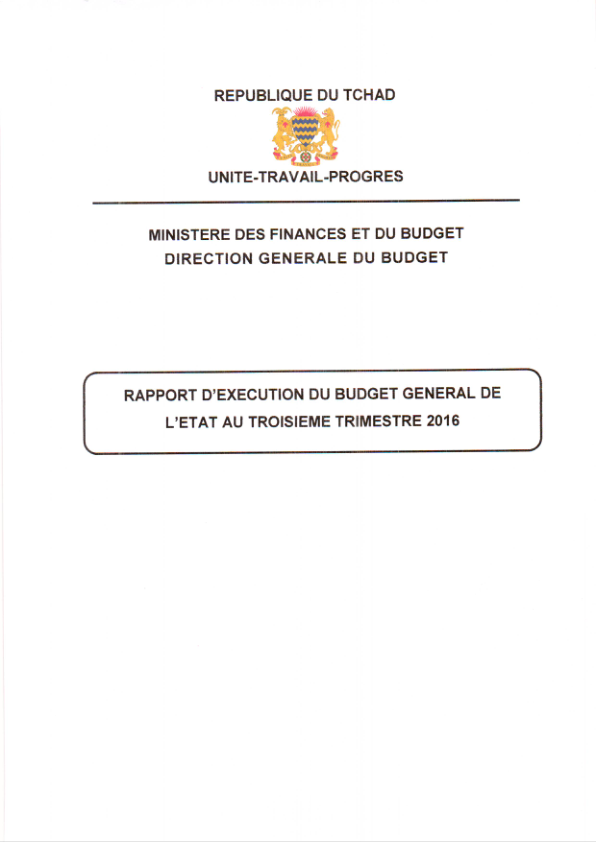 REPUBLIQUE DU TCHAD
UNITE-TRAVAIL-PROGRES
MINISTERE DES FINANCES ET DU BUDGET
DIRECTION GENERALE DU BUDGET
RAPPORT D'EXECUTION DU BUDGET GENERAL DE
L'ETAT AU TROISIEME TRIMESTRE 2016